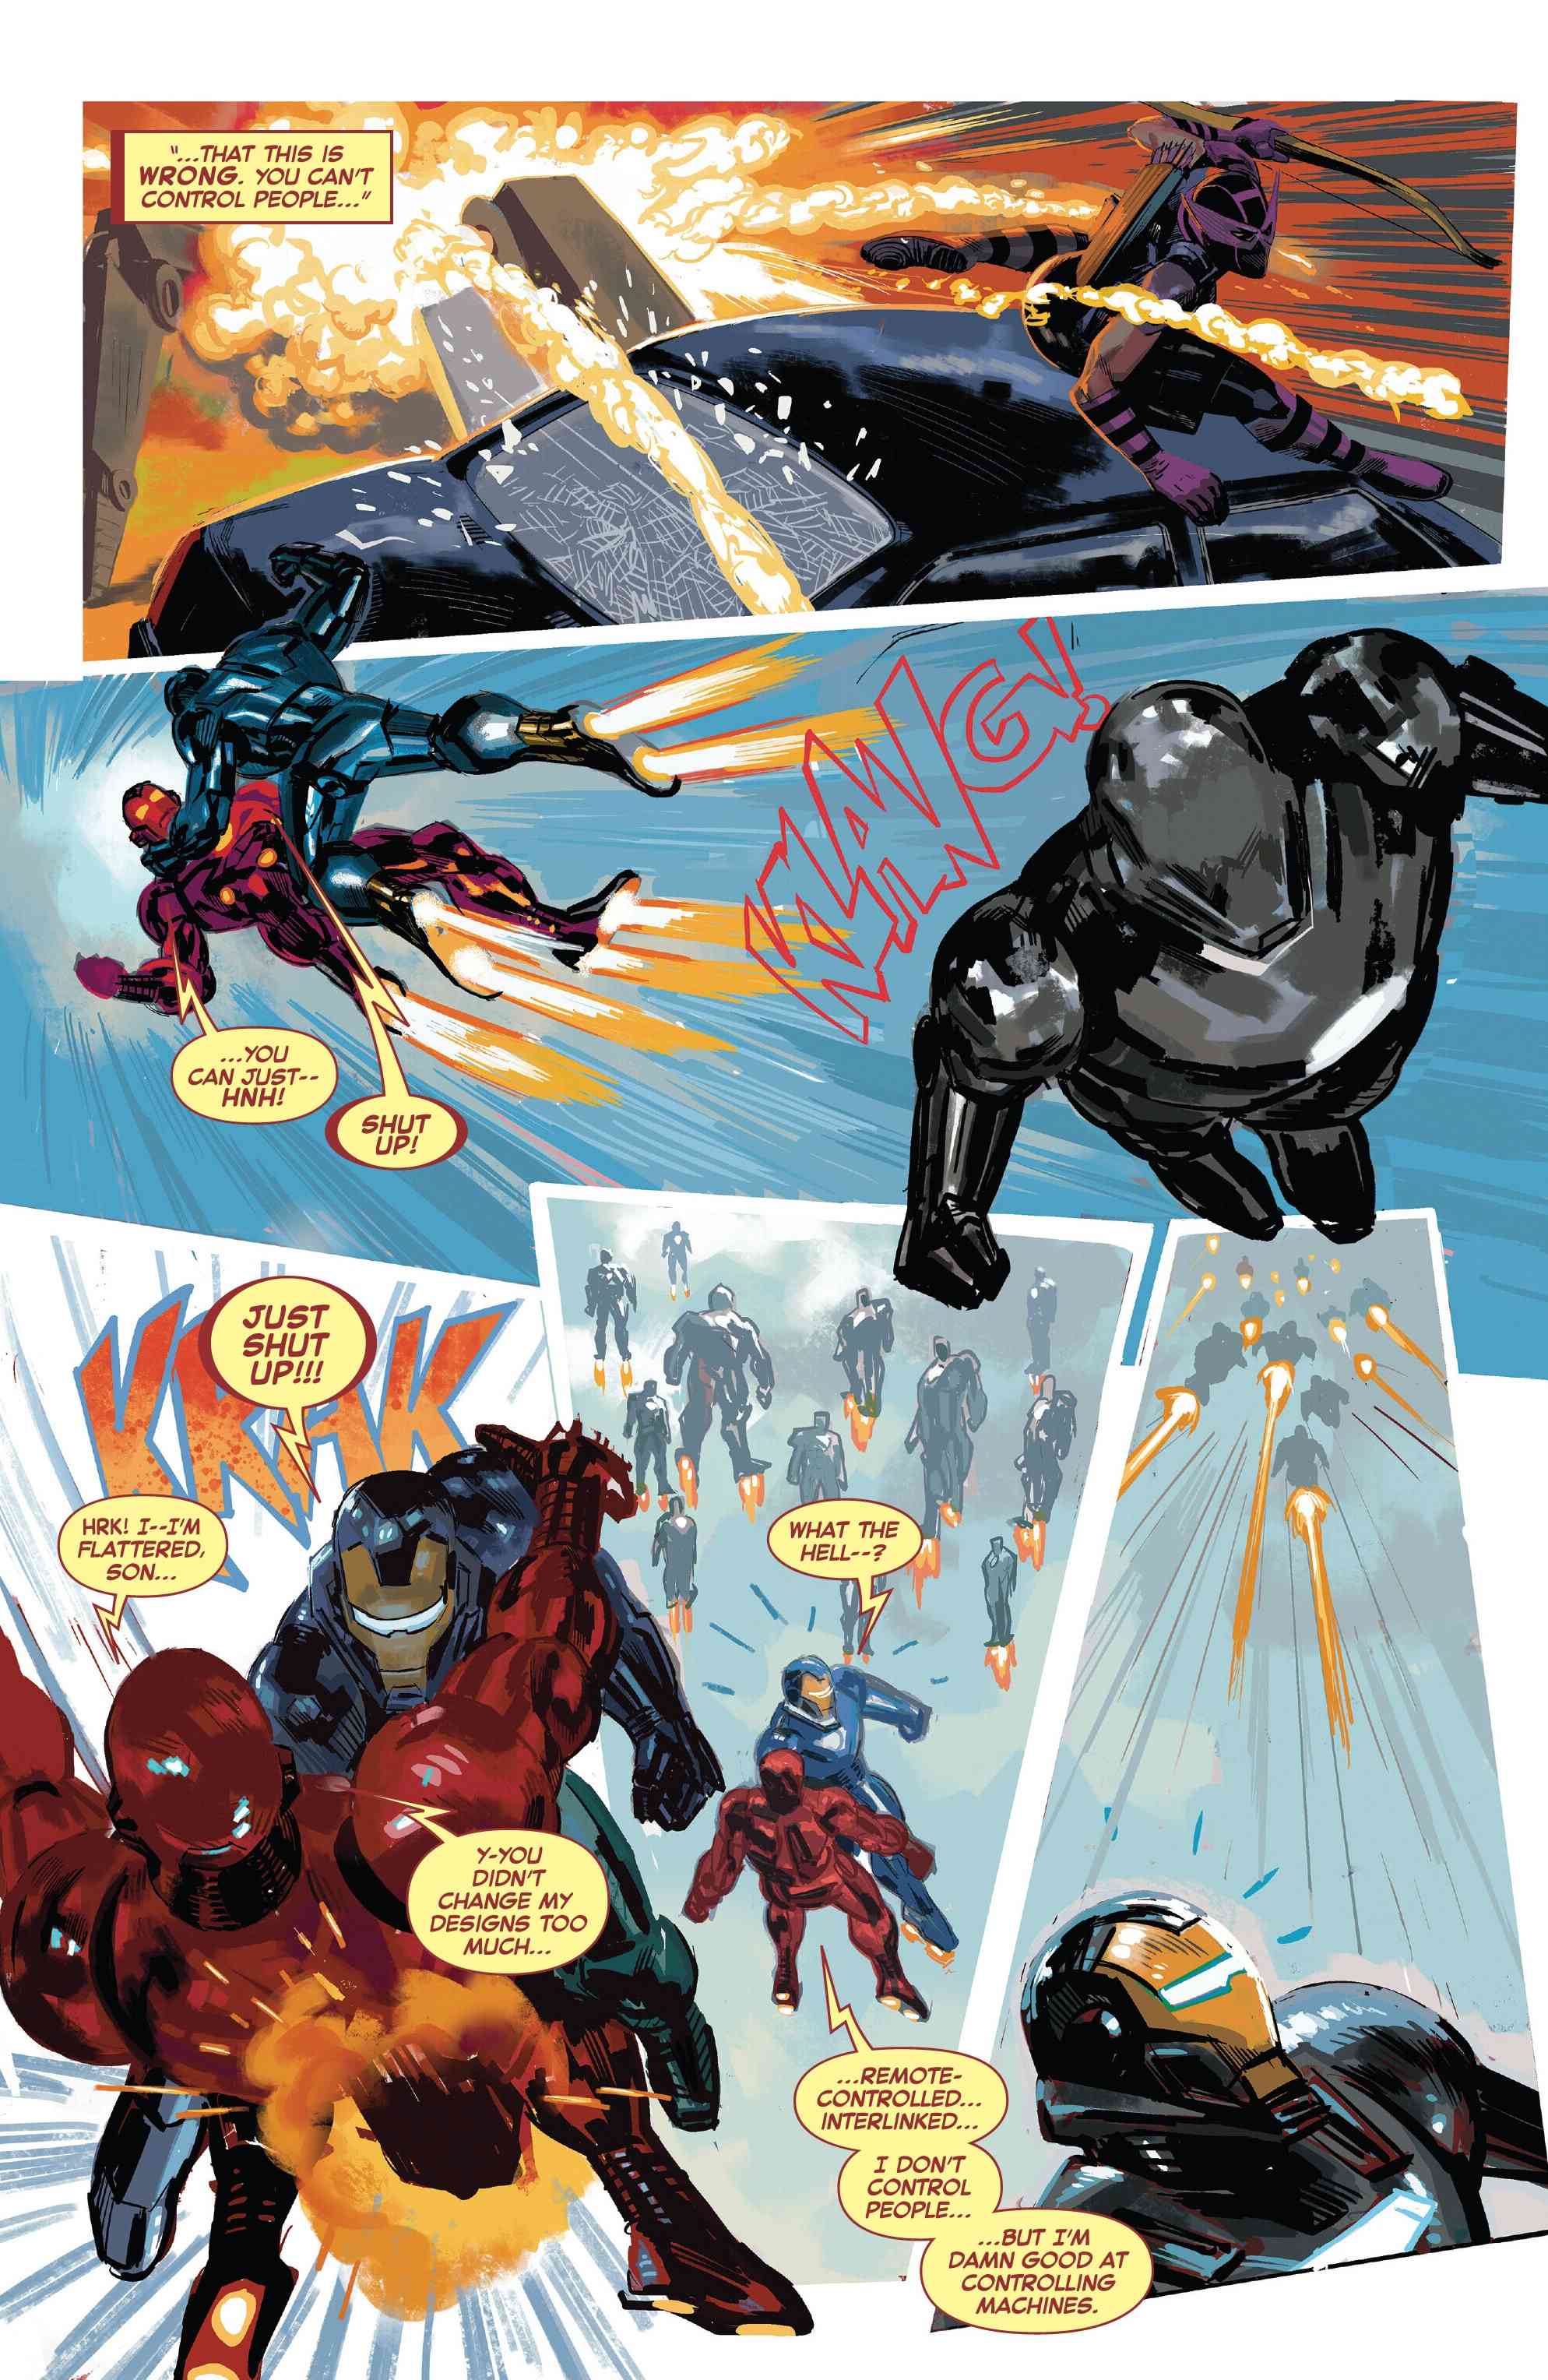 "...THAT THIS IS
WRONG. YOU CAN'T
CONTROL PEOPLE..."
KLANG!
...YOU
CAN JUST--
HNH!
SHUT
UP!
KRAK
JUST
SHUT
UP!!!
HRK! I--I'M
FLATTERED,
SON...
Y-YOU
DIDN'T
CHANGE MY
DESIGNS TOO
MUCH...
WHAT THE
HELL--?
...REMOTE-
CONTROLLED...
INTERLINKED...
I DON'T
CONTROL
PEOPLE...
...BUT I'M
DAMN GOOD AT
CONTROLLING
MACHINES.